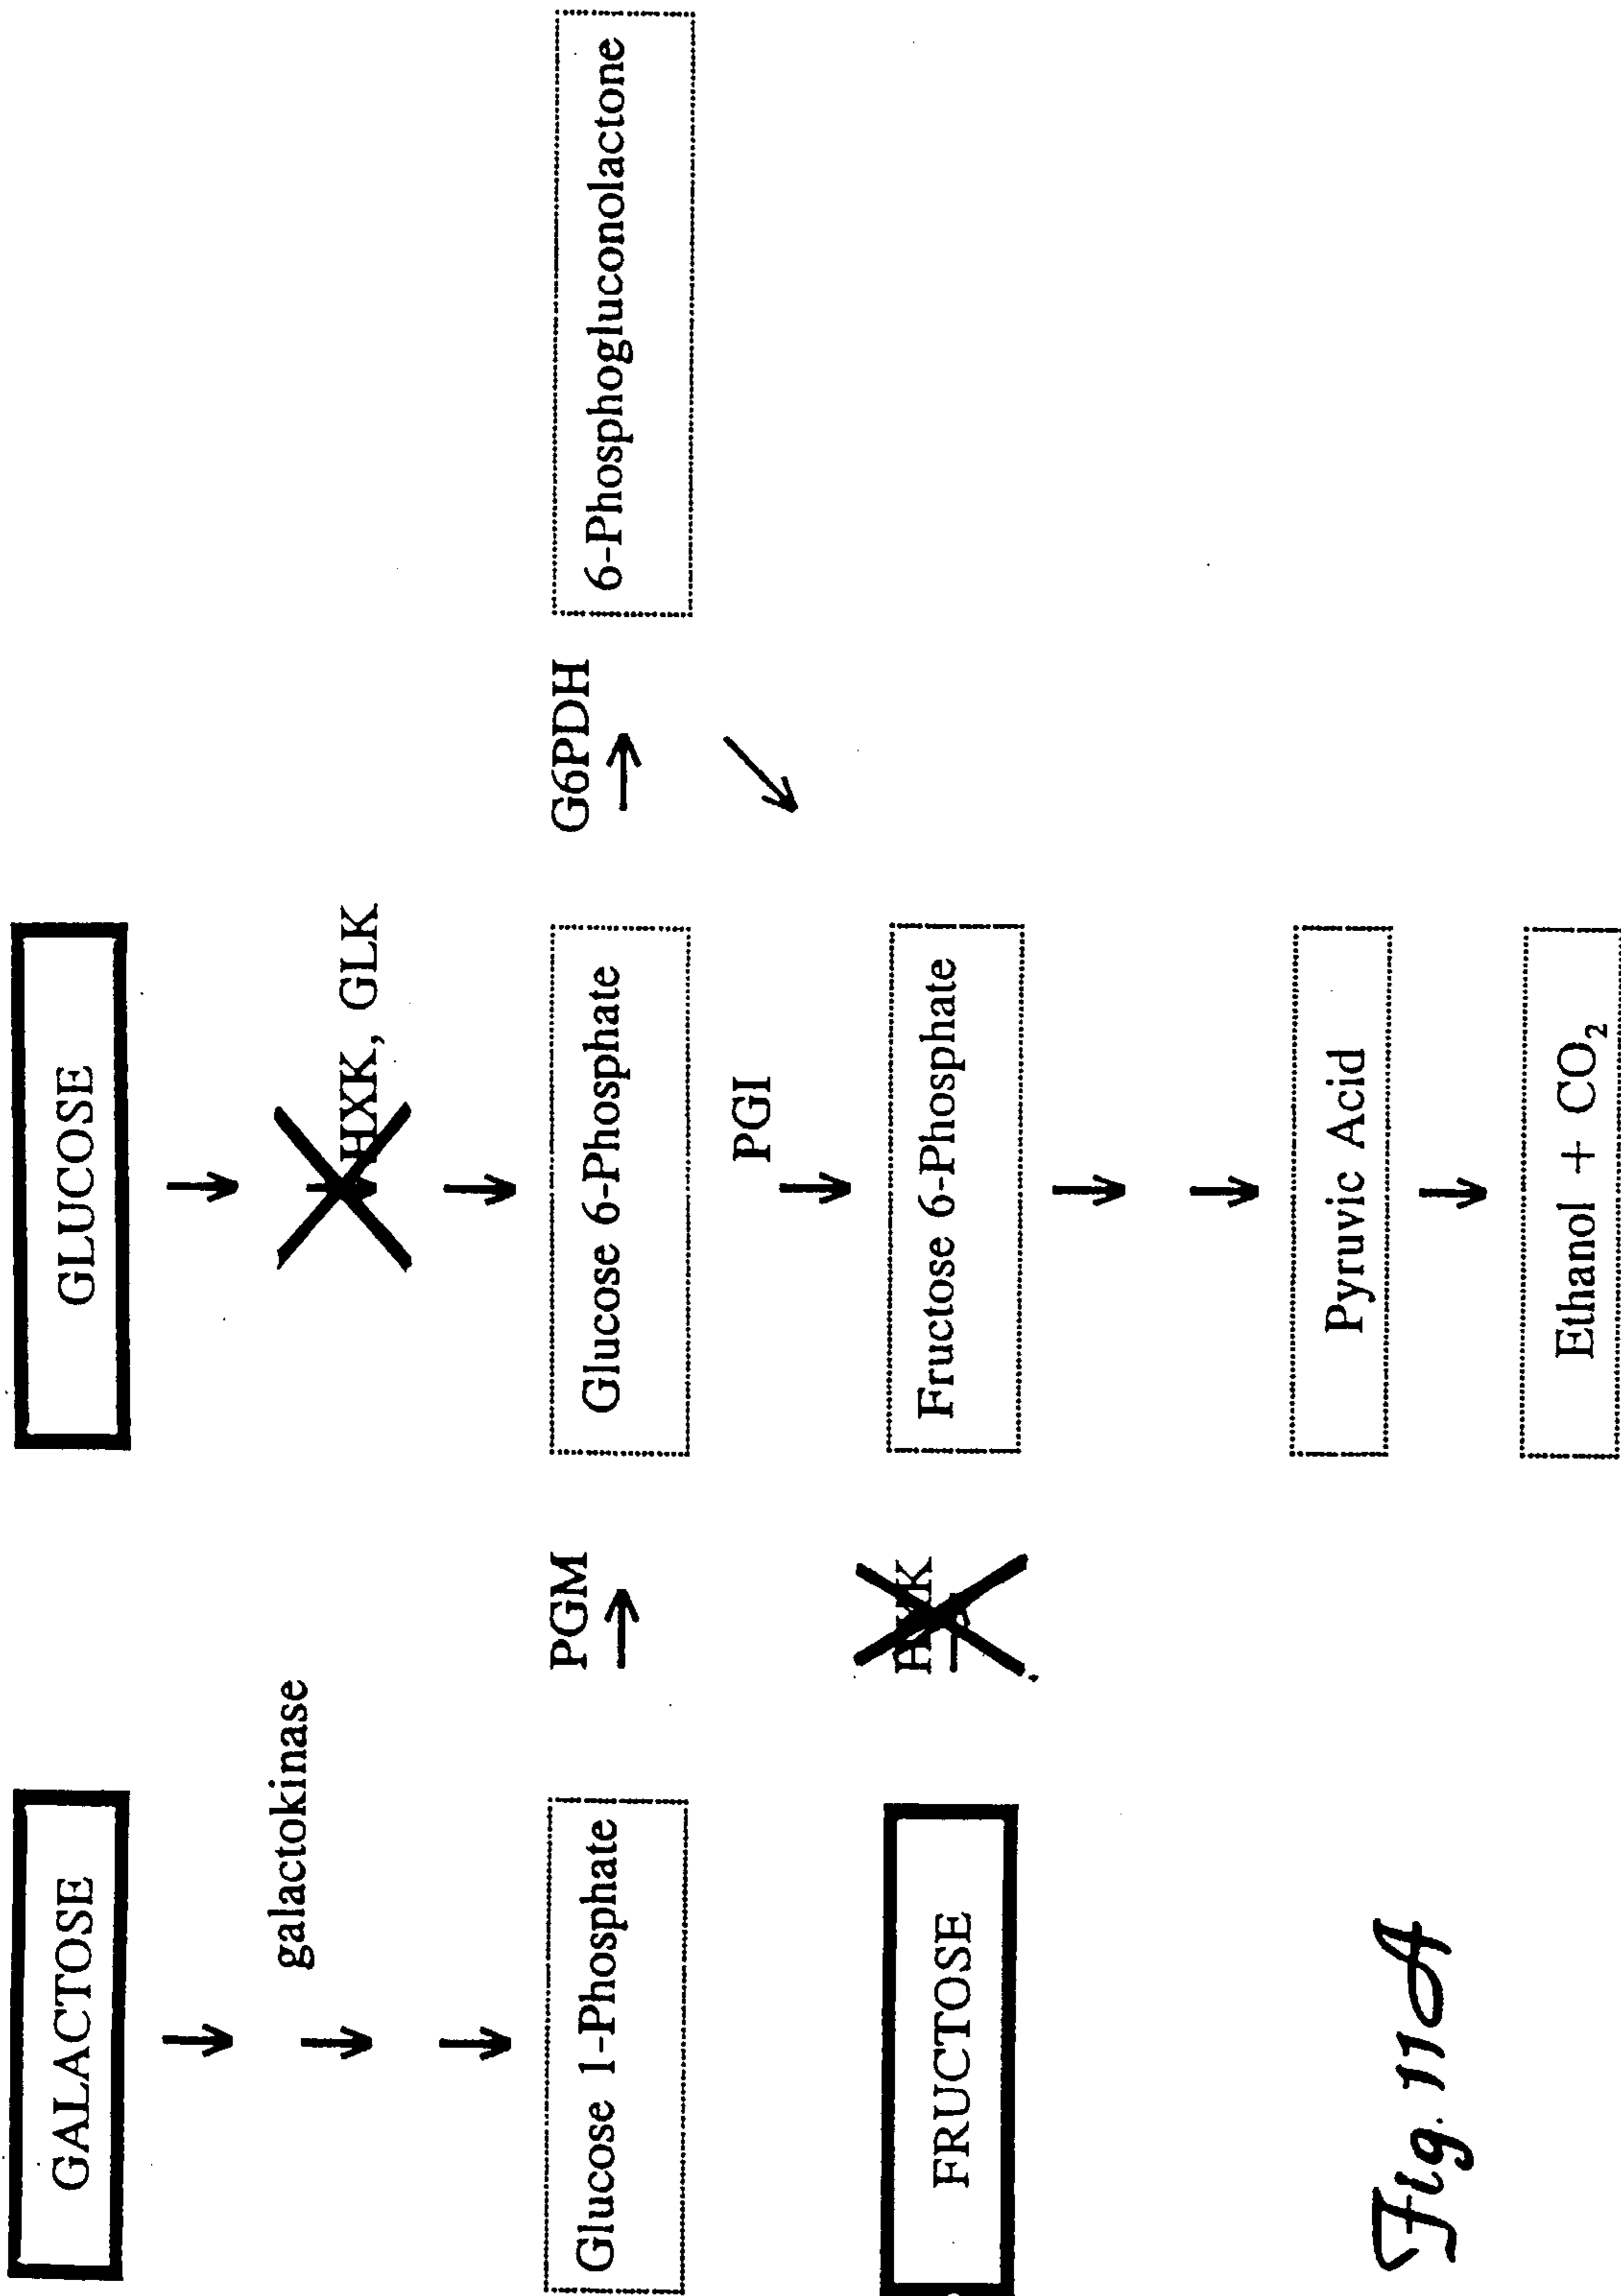 GALACTOSE
GLUCOSE
galactokinase
HXK, GLK
Glucose 1-Phosphate
PGM
Glucose 6-Phosphate
G6PDH
6-Phosphogluconolactone
PGI
FRUCTOSE
HXK
Fructose 6-Phosphate
Pyruvic Acid
Ethanol + CO₂
Fig. 11A